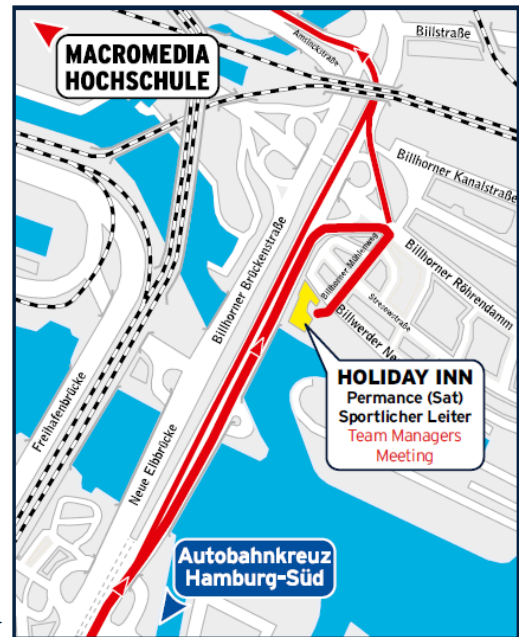 MACROMEDIA
HOCHSCHULE
Amsinckstraße
Billstraße
Billhorner Kanalstraße
Billhorner Röhrendamm
Billhorner Brückenstraße
Billhorner Mühlenweg
Stresowstraße
Billwerder Ne
HOLIDAY INN
Permance (Sat)
Sportlicher Leiter
Team Managers
Meeting
Freihafenbrücke
Neue Elbbrücke
Autobahnkreuz
Hamburg-Süd